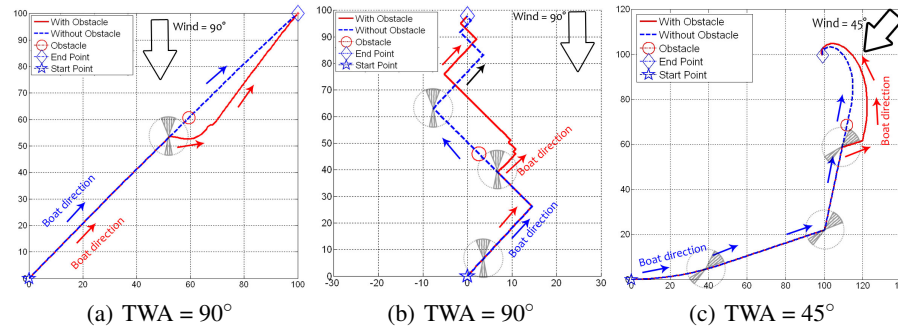 With Obstacle
Without Obstacle
Obstacle
End Point
Start Point
Wind = 90°
Boat direction
Boat direction
100
90
80
70
60
50
40
30
20
10
0
0 20 40 60 80 100
(a) TWA = 90°
With Obstacle
Without Obstacle
Obstacle
End Point
Start Point
Wind = 90°
Boat direction
Boat direction
100
90
80
70
60
50
40
30
20
10
0
-30 -20 -10 0 10 20 30
(b) TWA = 90°
With Obstacle
Without Obstacle
Obstacle
End Point
Start Point
Wind = 45°
Boat direction
Boat direction
120
100
80
60
40
20
0
0 20 40 60 80 100 120
(c) TWA = 45°